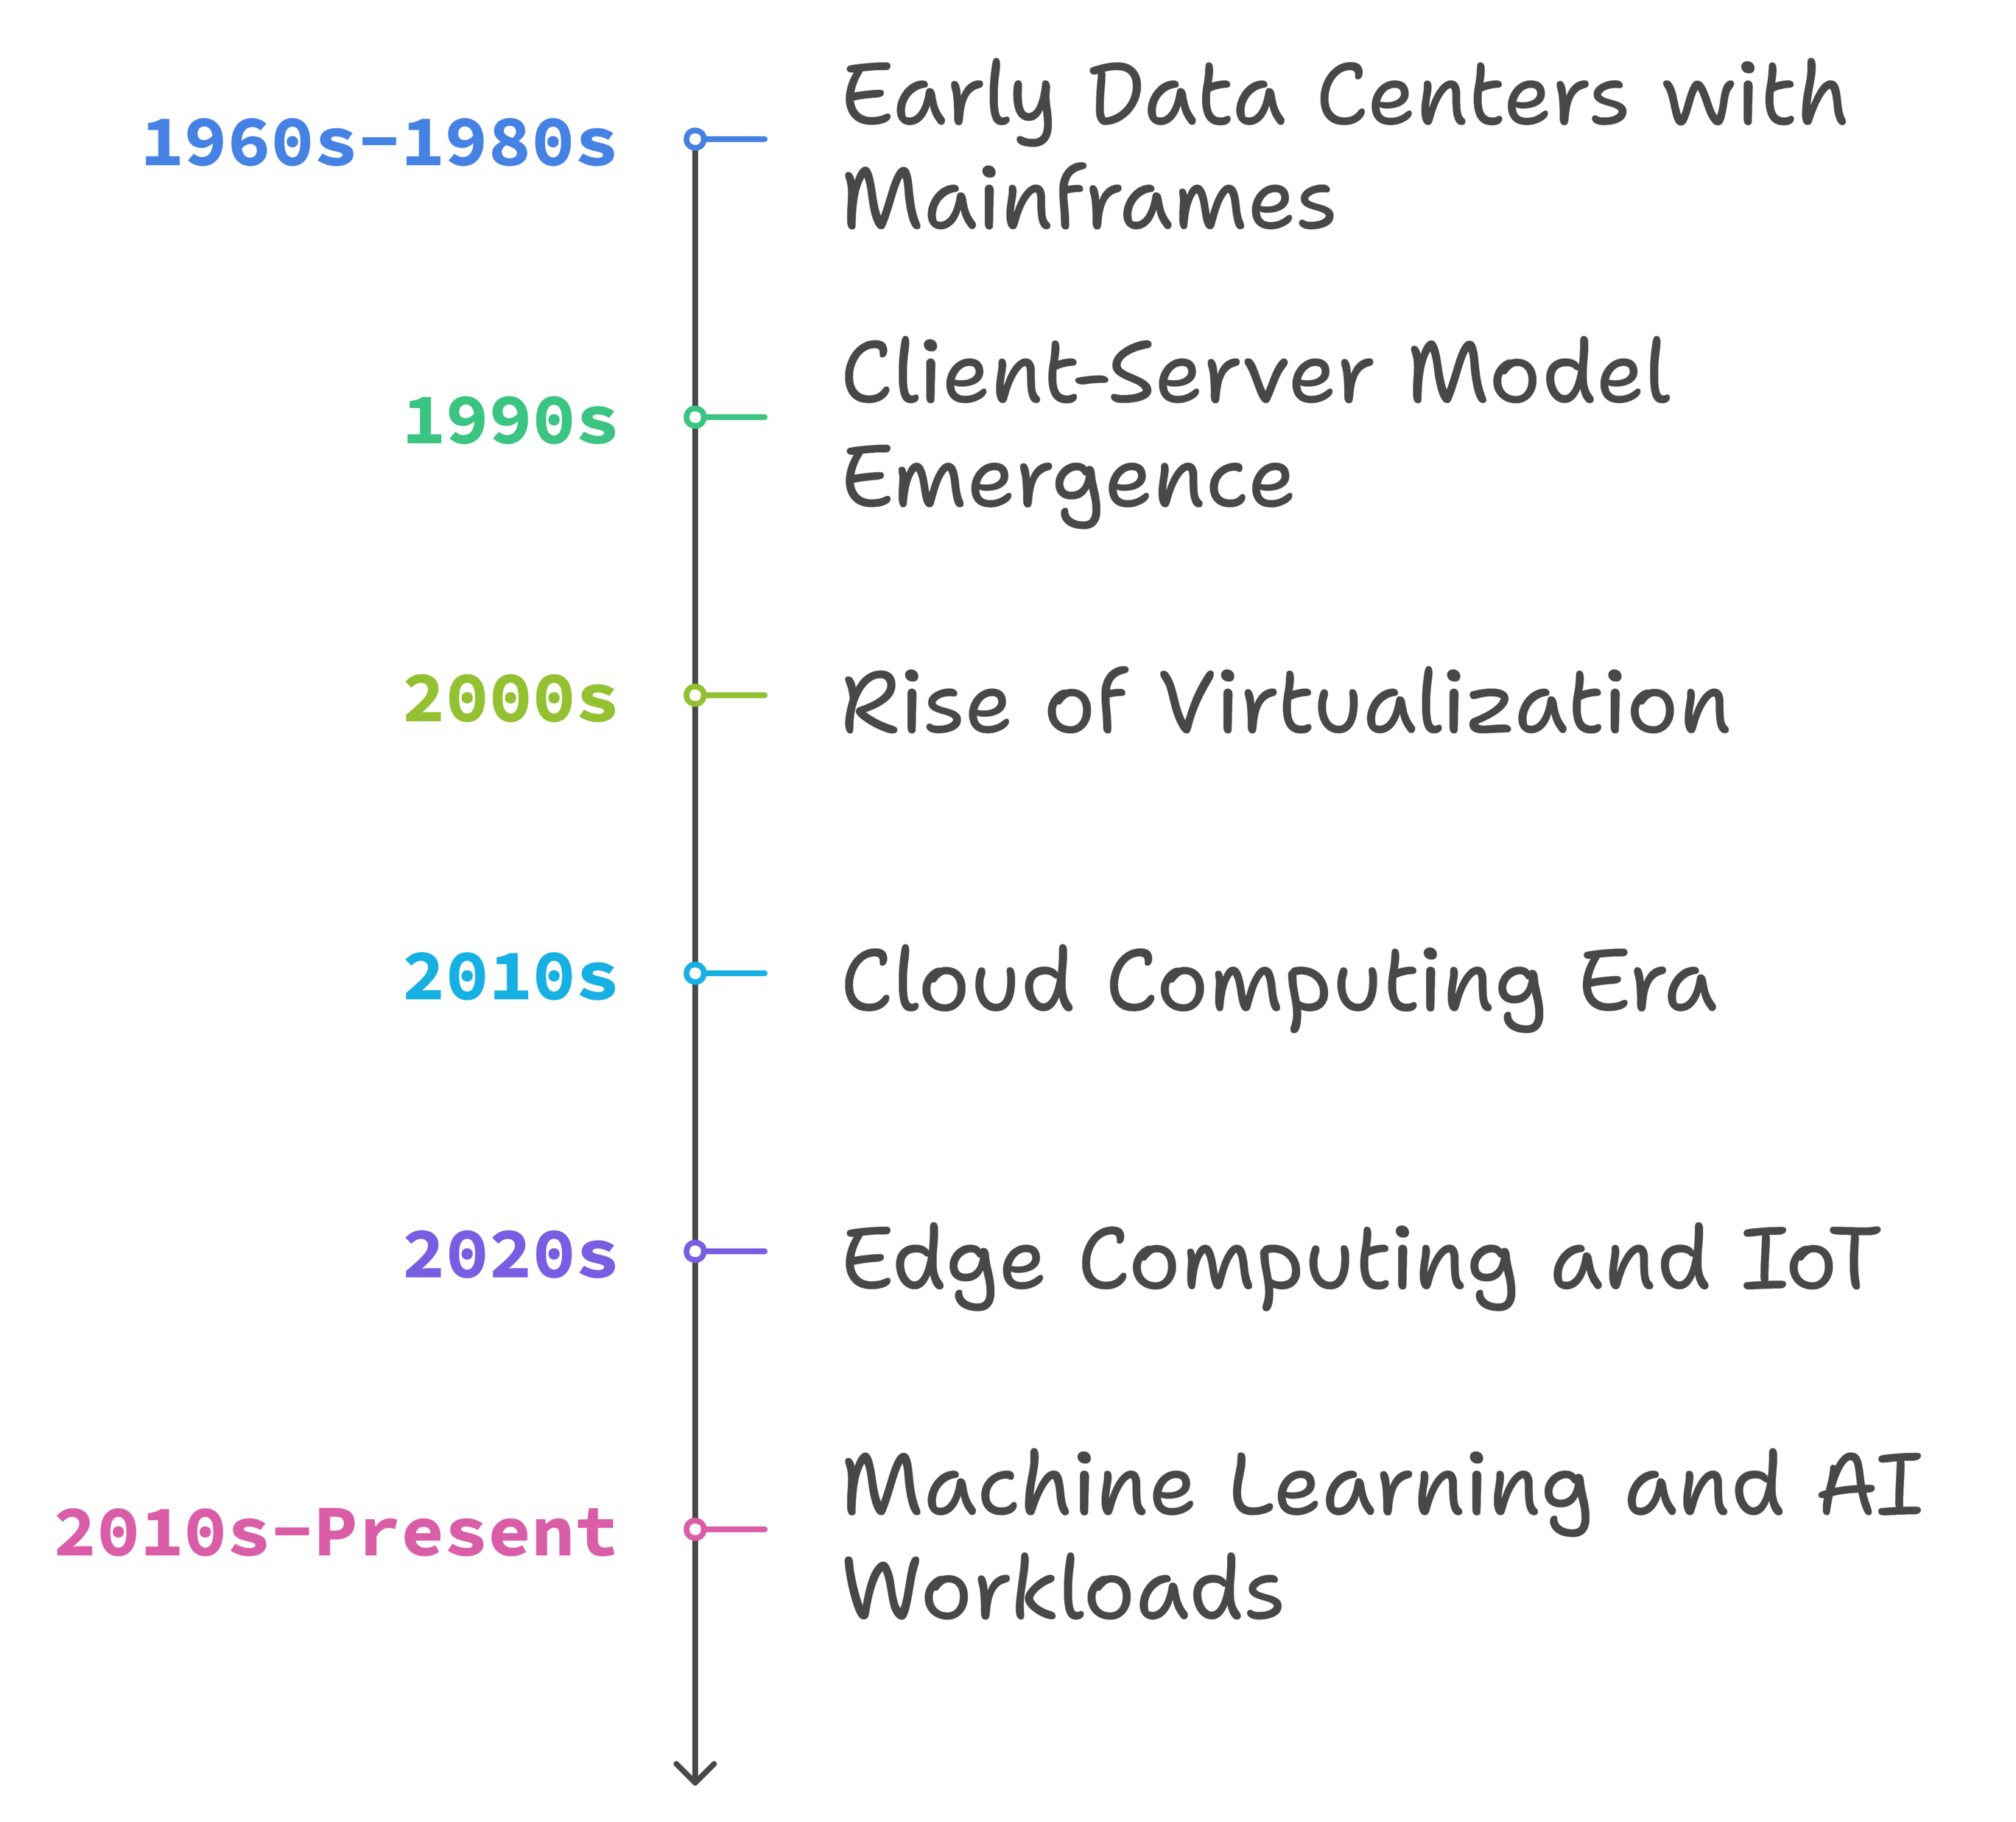 1960s-1980s
Early Data Centers with
Mainframes
1990s
Client-Server Model
Emergence
2000s
Rise of Virtualization
2010s
Cloud Computing Era
2020s
Edge Computing and IoT
2010s-Present
Machine Learning and AI
Workloads